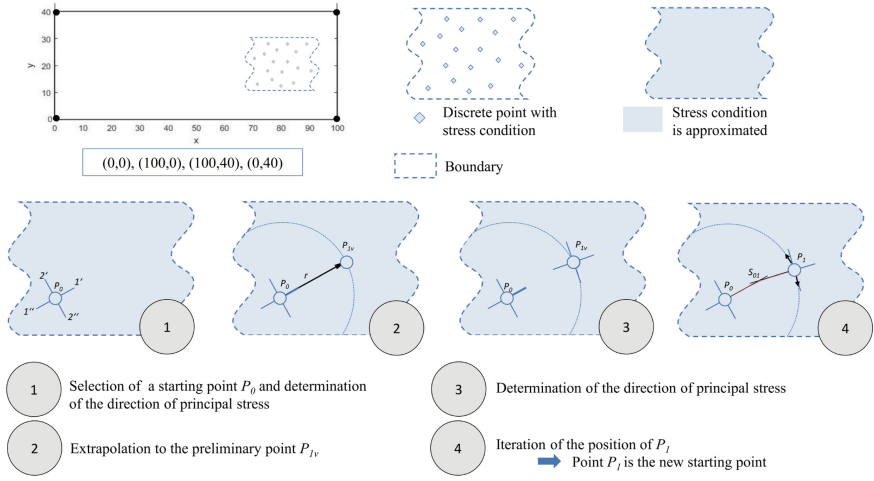 40
30
20
10
0
y
0 10 20 30 40 50 60 70 80 90 100
x
(0,0), (100,0), (100,40), (0,40)
Discrete point with
stress condition
Stress condition
is approximated
Boundary
2′
P0
1′
1′′
2′′
1
P1v
r
P0
2
P1v
P0
3
P1
S01
P0
4
1
Selection of a starting point P0 and determination
of the direction of principal stress
2
Extrapolation to the preliminary point P1v
3
Determination of the direction of principal stress
4
Iteration of the position of P1
Point P1 is the new starting point